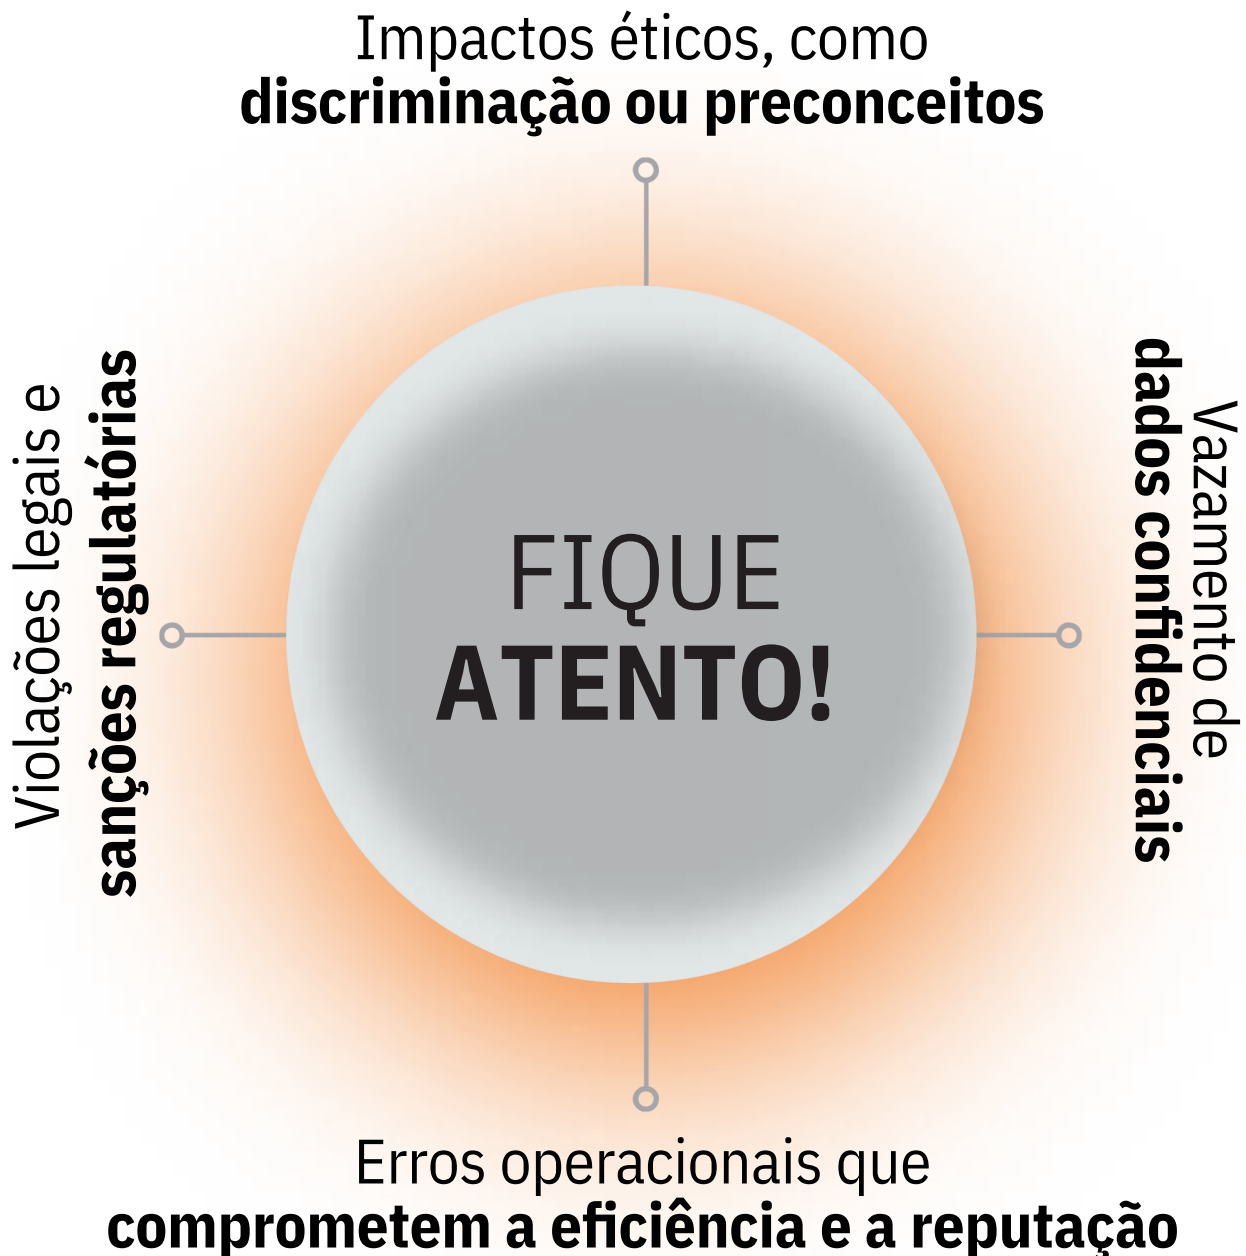 Impactos éticos, como
discriminação ou preconceitos
Violações legais e
sanções regulatórias
FIQUE
ATENTO!
Vazamento de
dados confidenciais
Erros operacionais que
comprometem a eficiência e a reputação